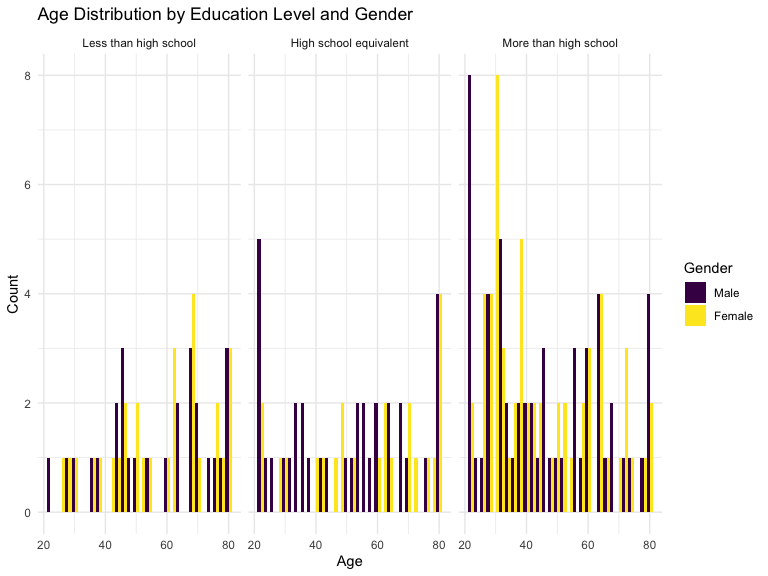 Age Distribution by Education Level and Gender
Less than high school
High school equivalent
More than high school
8
6
4
2
0
Count
20 40 60 80
20 40 60 80
20 40 60 80
Age
Gender
Male
Female